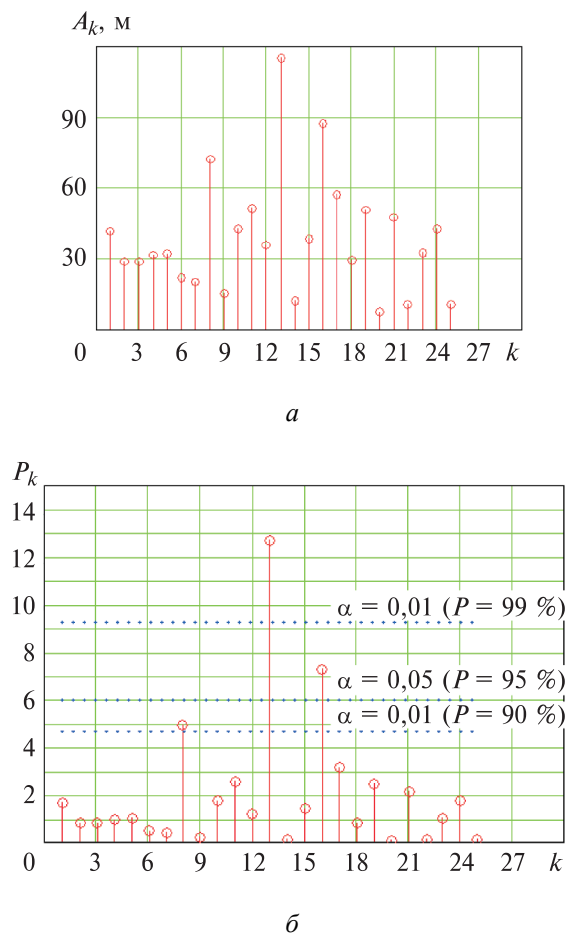 A_k, м
90
60
30
0 3 6 9 12 15 18 21 24 27 k
а
P_k
14
12
10
α = 0,01 (P = 99 %)
8
α = 0,05 (P = 95 %)
6
α = 0,01 (P = 90 %)
4
2
0 3 6 9 12 15 18 21 24 27 k
б